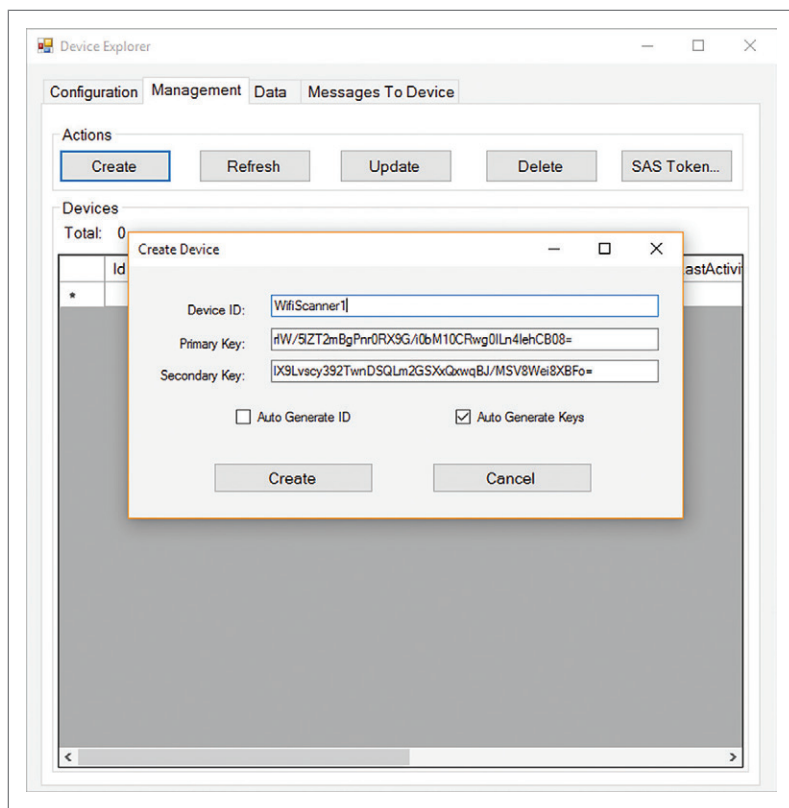 Device Explorer
Configuration Management Data Messages To Device
Actions
Create Refresh Update Delete SAS Token...
Devices
Total: 0
Create Device
Id
LastActivi
*
Device ID: WifiScanner1
Primary Key: rlW/5lZT2mBgPnr0RX9G/i0bM10CRwg0ILn4lehCB08=
Secondary Key: lX9Lvscy392TwnDSQLm2GSXxQxwqBJ/MSV8Wei8XBFo=
Auto Generate ID Auto Generate Keys
Create Cancel